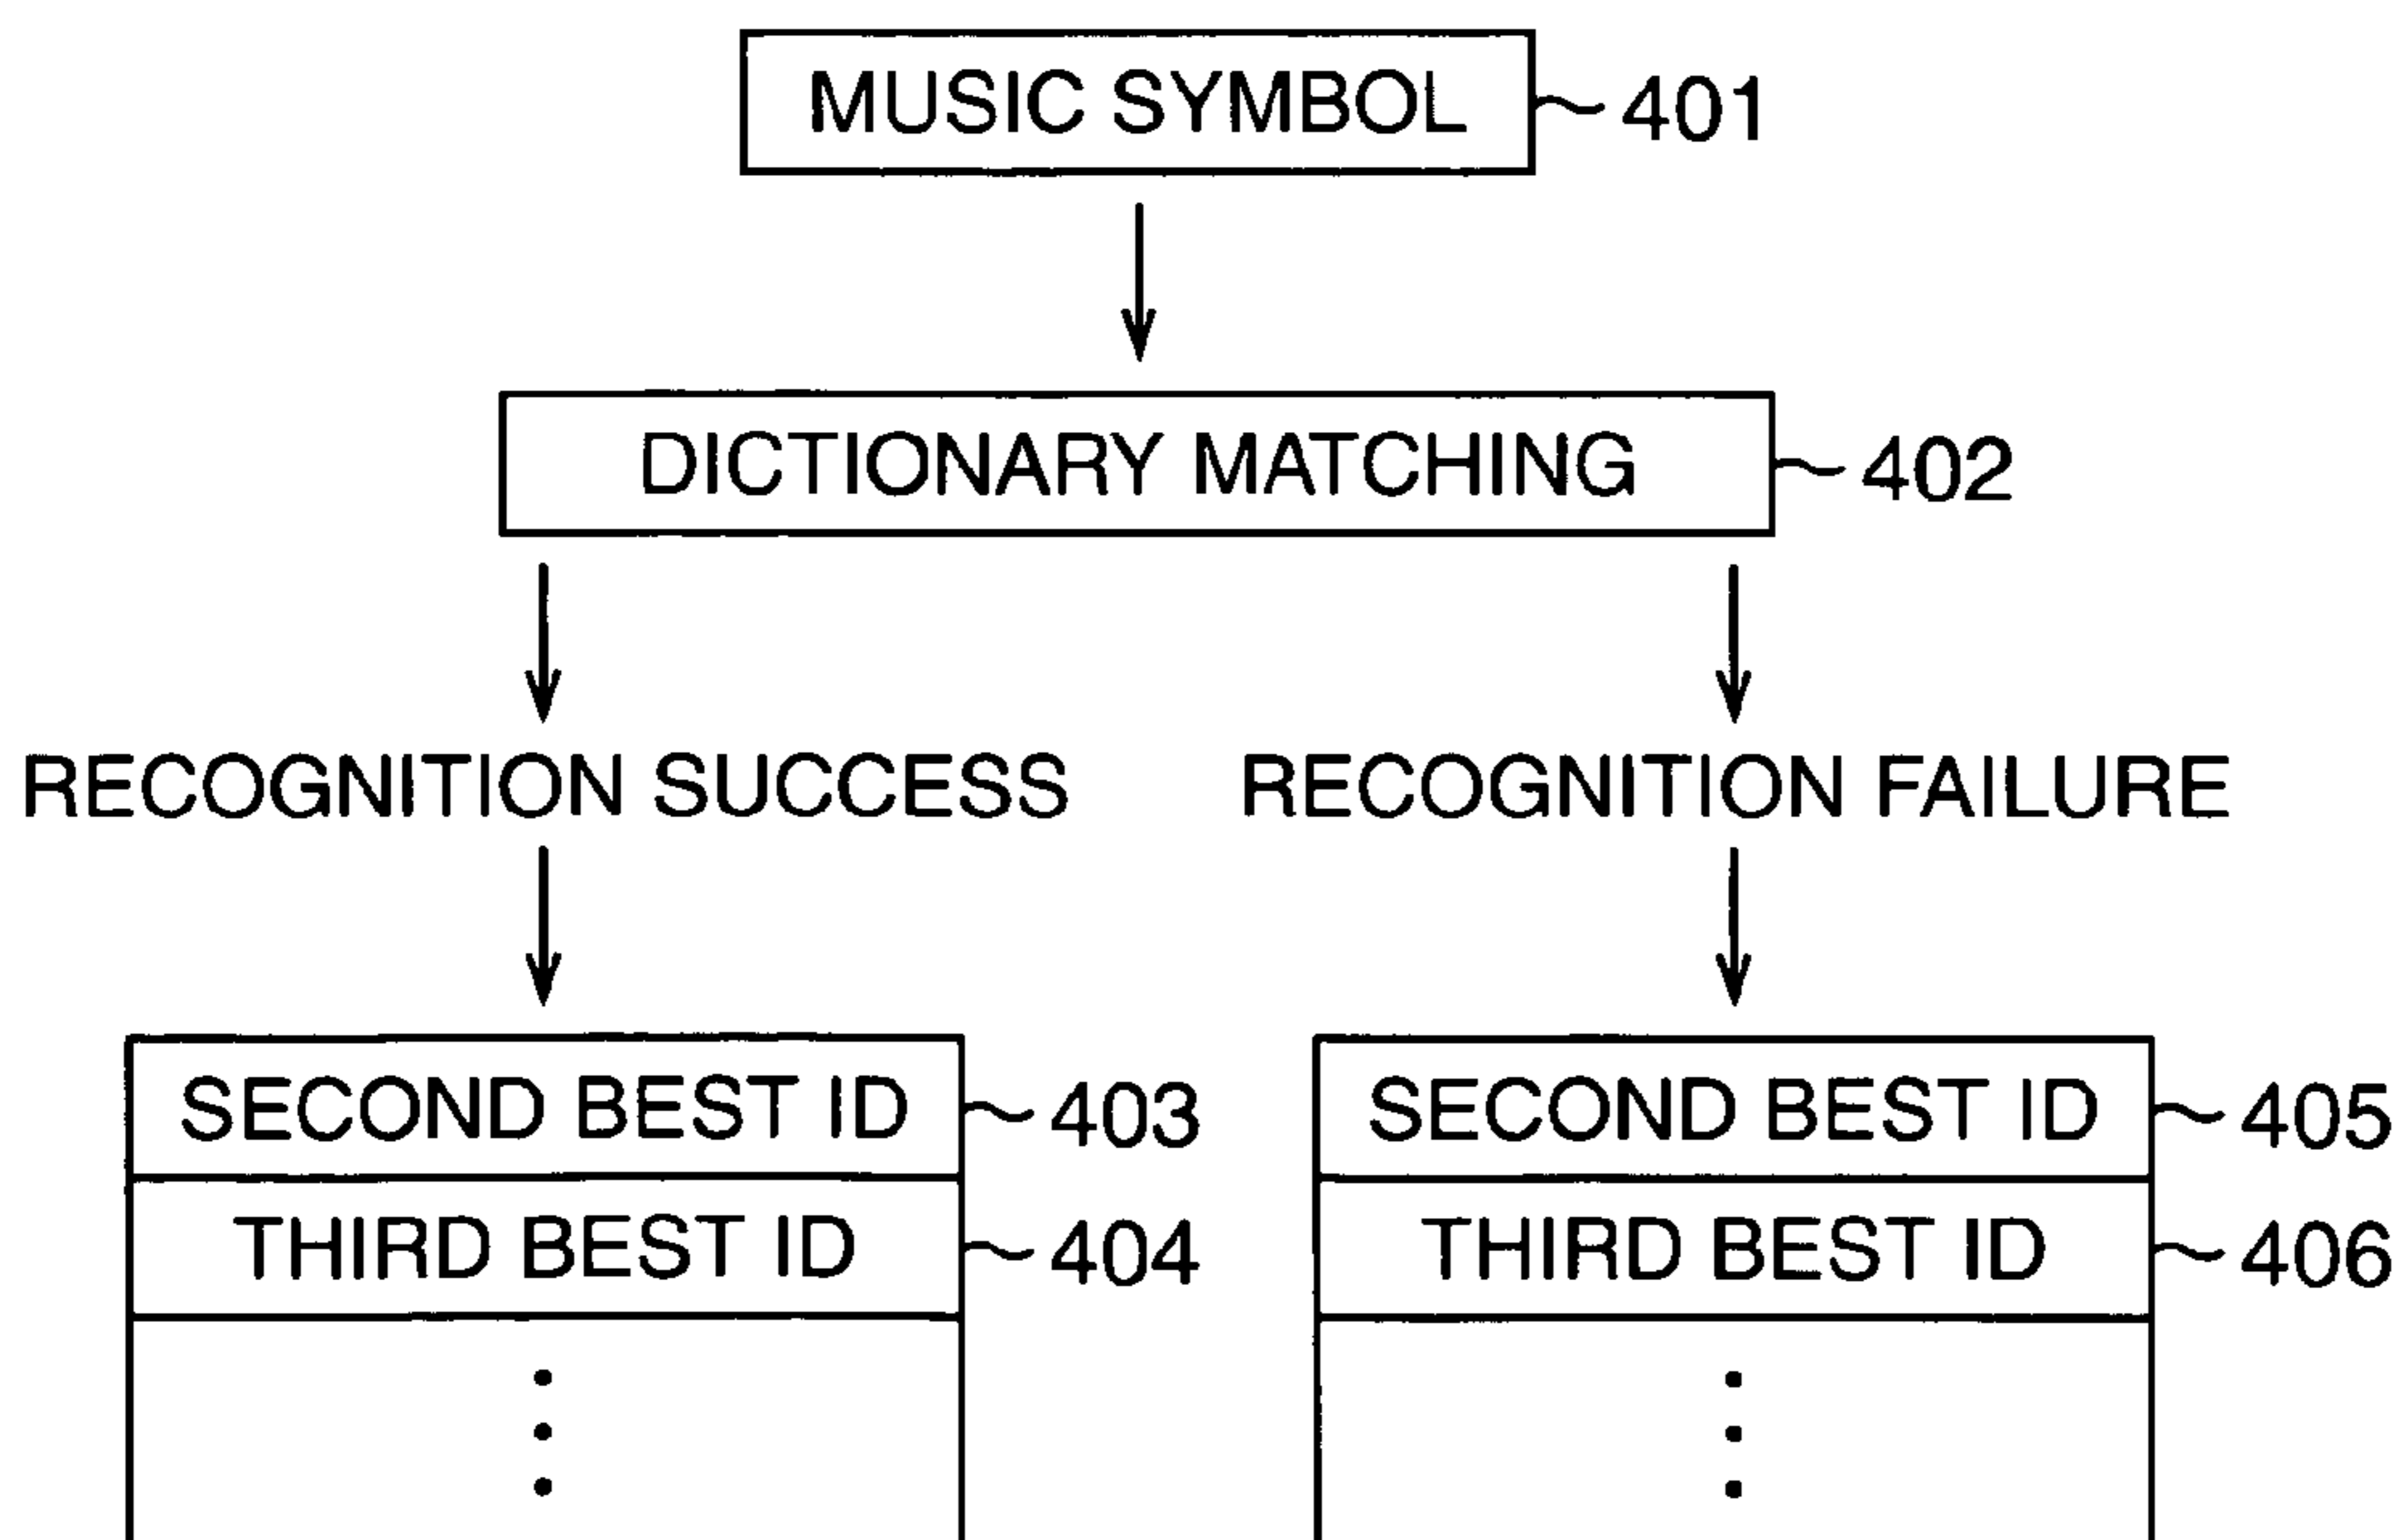 MUSIC SYMBOL 401
DICTIONARY MATCHING 402
RECOGNITION SUCCESS
RECOGNITION FAILURE
SECOND BEST ID 403
THIRD BEST ID 404
SECOND BEST ID 405
THIRD BEST ID 406